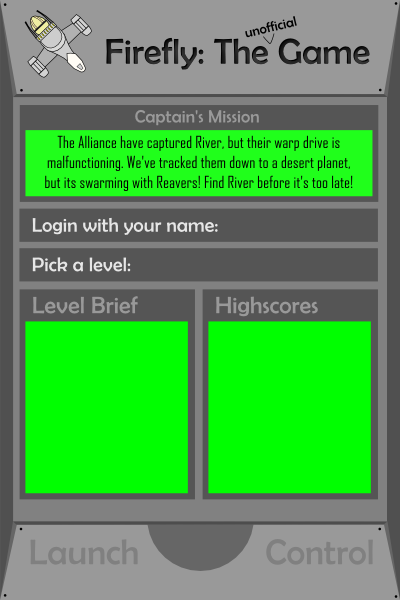 unofficial
Firefly: The Game
Captain's Mission
The Alliance have captured River, but their warp drive is
malfunctioning. We've tracked them down to a desert planet,
but its swarming with Reavers! Find River before it's too late!
Login with your name:
Pick a level:
Level Brief
Highscores
Launch
Control